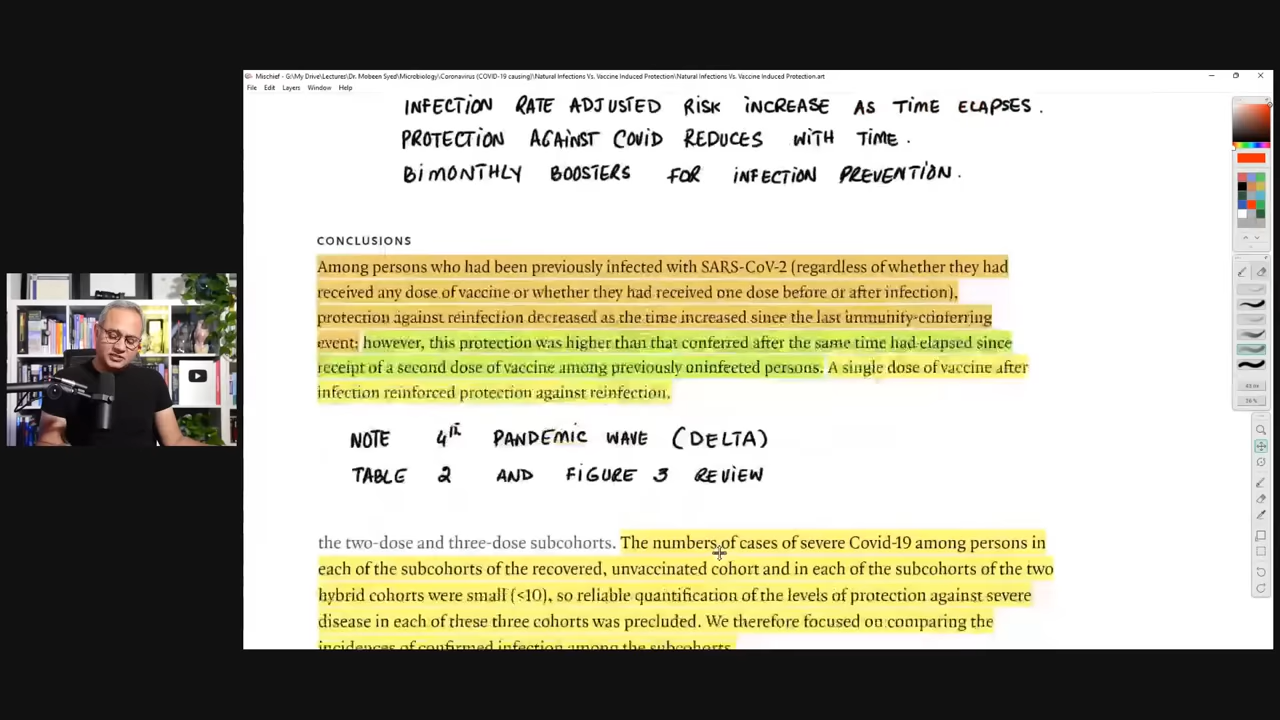 Mischief - G:\My Drive\Lectures\Dr. Mobeen Syed\Microbiology\Coronavirus (COVID-19 causing)\Natural Infections Vs. Vaccine Induced Protection\Natural Infections Vs. Vaccine Induced Protection.art
File Edit Layers Window Help
INFECTION RATE ADJUSTED RISK INCREASE AS TIME ELAPSES.
PROTECTION AGAINST COVID REDUCES WITH TIME.
BIMONTHLY BOOSTERS FOR INFECTION PREVENTION.
CONCLUSIONS
Among persons who had been previously infected with SARS-CoV-2 (regardless of whether they had
received any dose of vaccine or whether they had received one dose before or after infection),
protection against reinfection decreased as the time increased since the last immunity-conferring
event; however, this protection was higher than that conferred after the same time had elapsed since
receipt of a second dose of vaccine among previously uninfected persons. A single dose of vaccine after
infection reinforced protection against reinfection.
NOTE 4th PANDEMIC WAVE (DELTA)
TABLE 2 AND FIGURE 3 REVIEW
the two-dose and three-dose subcohorts. The numbers of cases of severe Covid-19 among persons in
each of the subcohorts of the recovered, unvaccinated cohort and in each of the subcohorts of the two
hybrid cohorts were small (<10), so reliable quantification of the levels of protection against severe
disease in each of these three cohorts was precluded. We therefore focused on comparing the
incidences of confirmed infection among the subcohorts.